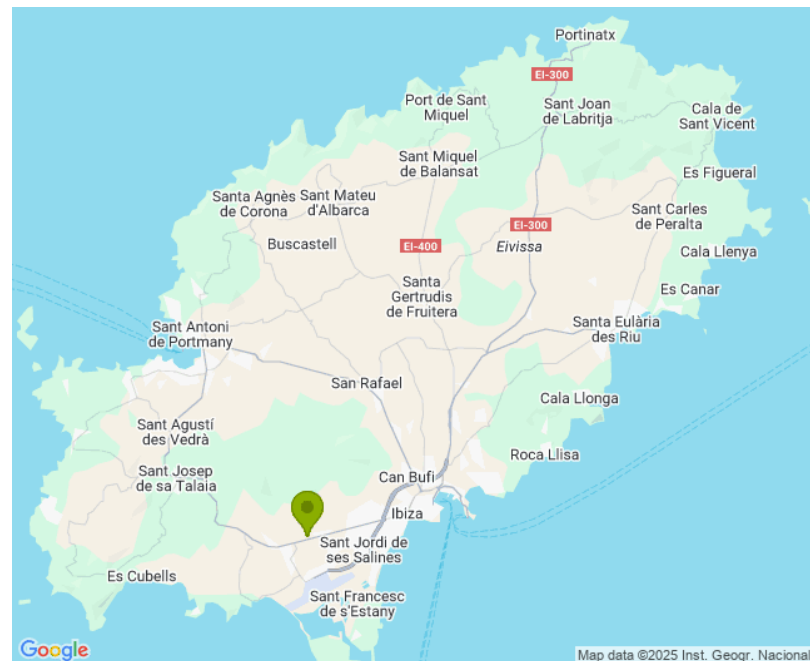 Portinatx
EI-300
Port de Sant
Miquel
Sant Joan
de Labritja
Cala de
Sant Vicent
Sant Miquel
de Balansat
Es Figueral
Santa Agnès
de Corona
Sant Mateu
d'Albarca
Sant Carles
de Peralta
EI-300
Buscastell
EI-400
Eivissa
Cala Llenya
Santa
Gertrudis
de Fruitera
Es Canar
Sant Antoni
de Portmany
Santa Eulària
des Riu
San Rafael
Cala Llonga
Sant Agustí
des Vedrà
Roca Llisa
Sant Josep
de sa Talaia
Can Bufi
Ibiza
Sant Jordi de
ses Salines
Es Cubells
Sant Francesc
de s'Estany
Google
Map data ©2025 Inst. Geogr. Nacional